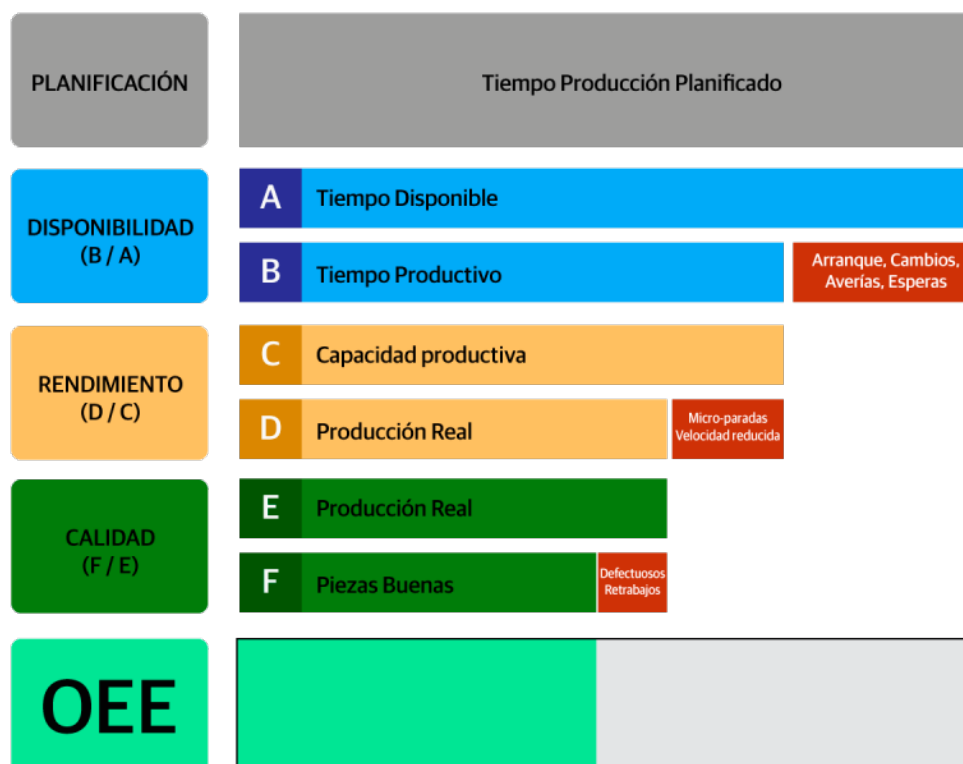 PLANIFICACIÓN
Tiempo Producción Planificado
DISPONIBILIDAD
(B / A)
A
Tiempo Disponible
B
Tiempo Productivo
Arranque, Cambios,
Averías, Esperas
RENDIMIENTO
(D / C)
C
Capacidad productiva
D
Producción Real
Micro-paradas
Velocidad reducida
CALIDAD
(F / E)
E
Producción Real
F
Piezas Buenas
Defectuosos
Retrabajos
OEE